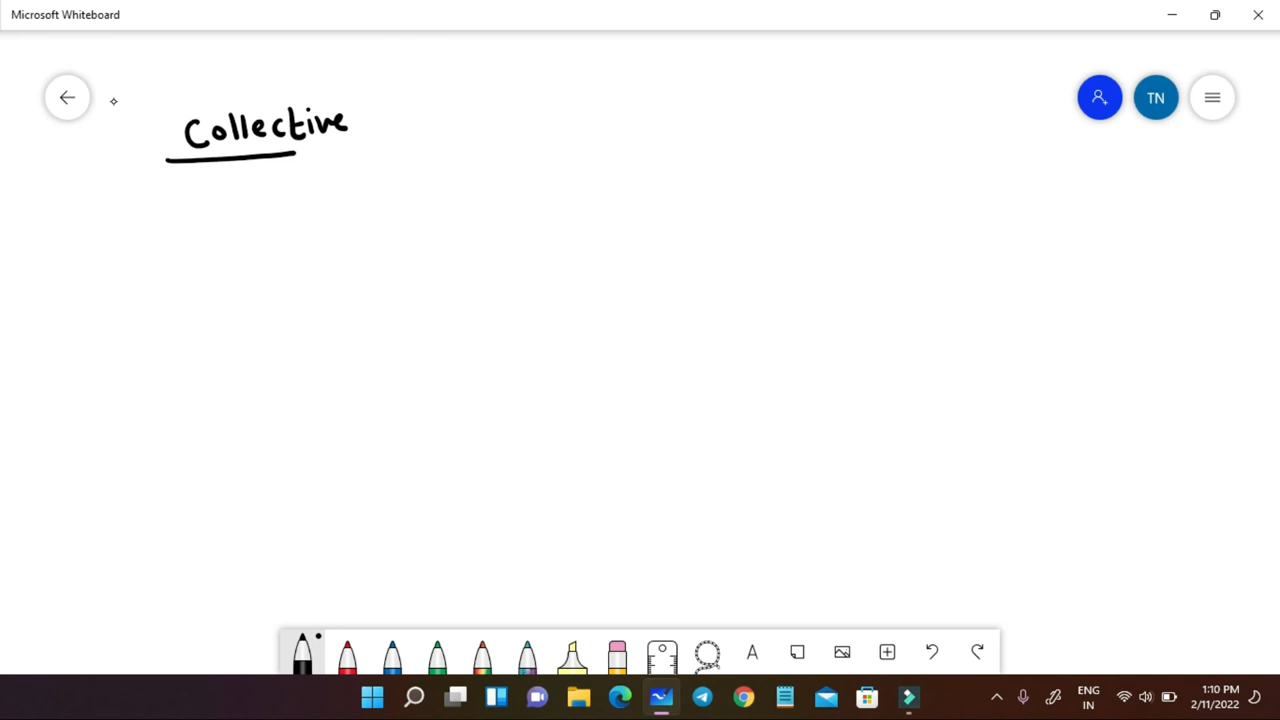 Microsoft Whiteboard
TN
Collective
A
ENG
IN
1:10 PM
2/11/2022